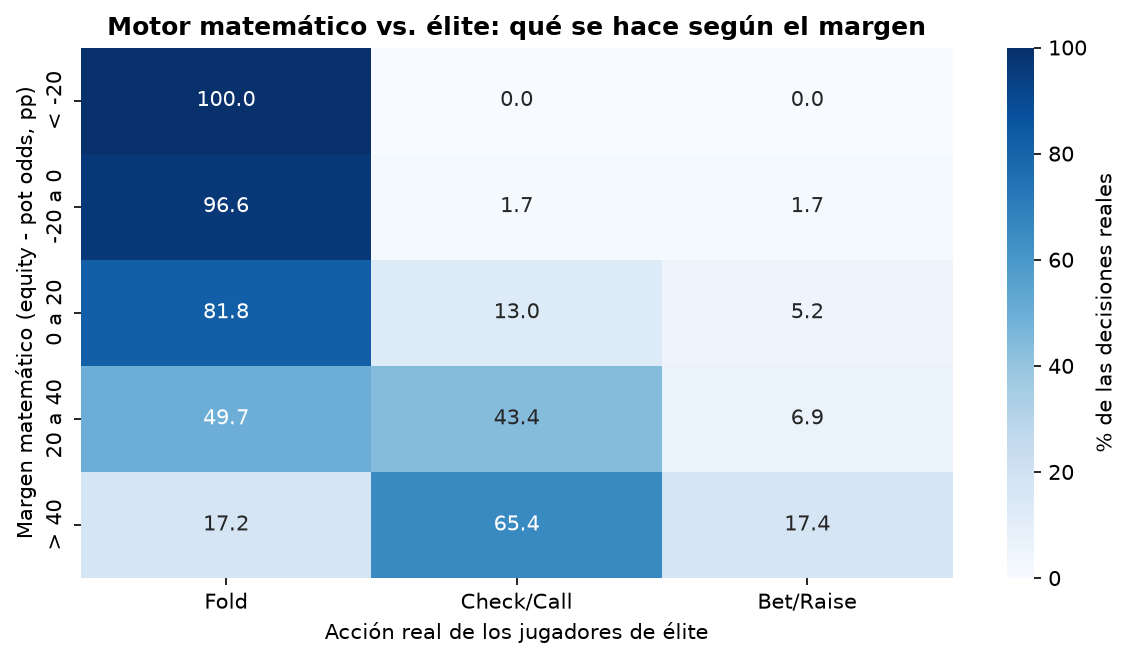 Motor matemático vs. élite: qué se hace según el margen
Margen matemático (equity - pot odds, pp)
< -20
100.0
0.0
0.0
-20 a 0
96.6
1.7
1.7
0 a 20
81.8
13.0
5.2
20 a 40
49.7
43.4
6.9
> 40
17.2
65.4
17.4
Fold
Check/Call
Bet/Raise
Acción real de los jugadores de élite
100
80
60
40
20
0
% de las decisiones reales